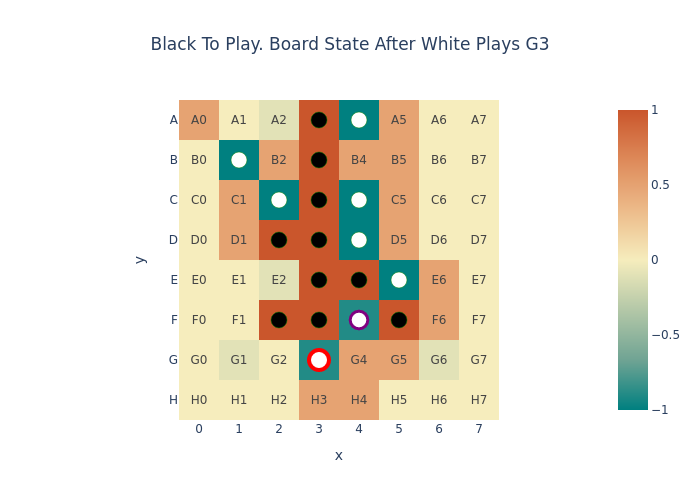 Black To Play. Board State After White Plays G3
A A0 A1 A2 A5 A6 A7
B B0 B2 B4 B5 B6 B7
C C0 C1 C5 C6 C7
D D0 D1 D5 D6 D7
E E0 E1 E2 E6 E7
F F0 F1 F6 F7
G G0 G1 G2 G4 G5 G6 G7
H H0 H1 H2 H3 H4 H5 H6 H7
0 1 2 3 4 5 6 7
x
y
1
0.5
0
−0.5
−1